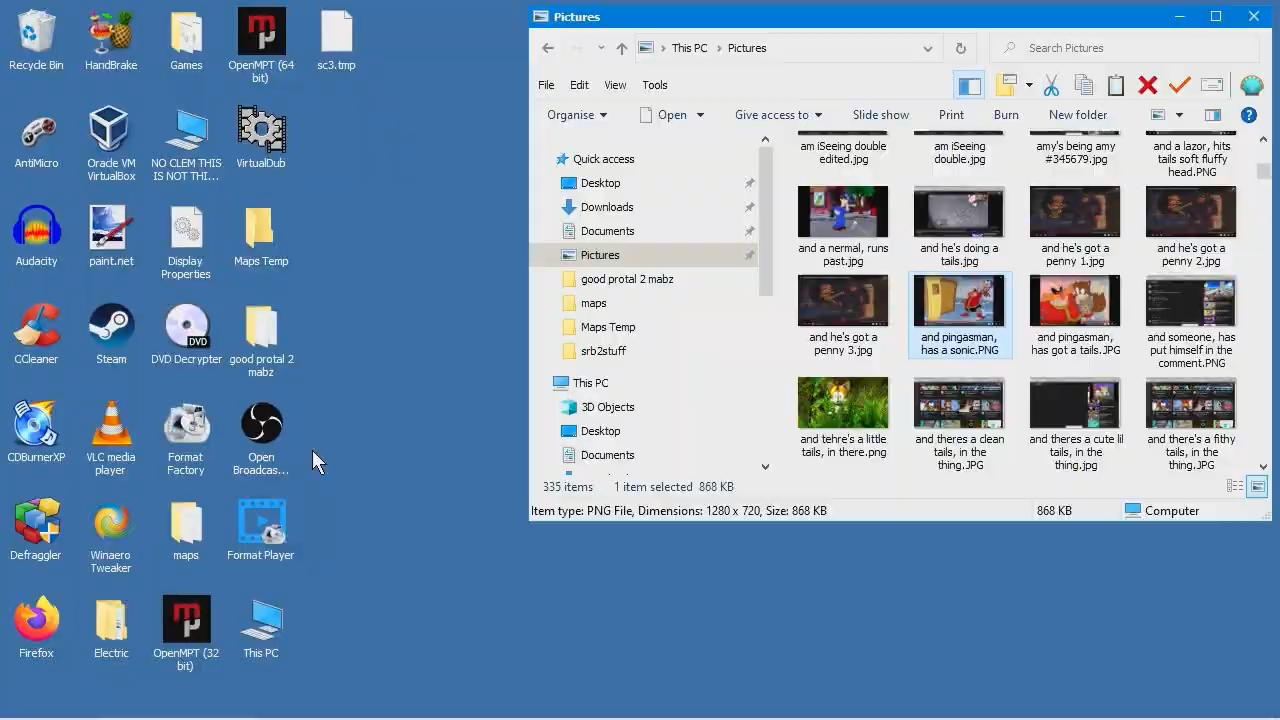 Recycle Bin
HandBrake
Games
OpenMPT (64
bit)
sc3.tmp
AntiMicro
Oracle VM
VirtualBox
NO CLEM THIS
IS NOT THI...
VirtualDub
Audacity
paint.net
Display
Properties
Maps Temp
CCleaner
Steam
DVD
DVD Decrypter
good protal 2
mabz
CDBurnerXP
VLC media
player
Format
Factory
Open
Broadcas...
Defraggler
Winaero
Tweaker
maps
Format Player
Firefox
Electric
OpenMPT (32
bit)
This PC
Pictures
This PC
Pictures
Search Pictures
File
Edit
View
Tools
Organise
Open
Give access to
Slide show
Print
Burn
New folder
Quick access
Desktop
Downloads
Documents
Pictures
good protal 2 mabz
maps
Maps Temp
srb2stuff
This PC
3D Objects
Desktop
Documents
am iSeeing double
edited.jpg
am iSeeing
double.jpg
amy's being amy
#345679.jpg
and a lazor, hits
tails soft fluffy
head.PNG
and a nermal, runs
past.jpg
and he's doing a
tails.jpg
and he's got a
penny 1.jpg
and he's got a
penny 2.jpg
and he's got a
penny 3.jpg
and pingasman,
has a sonic.PNG
and pingasman,
has got a tails.JPG
and someone, has
put himself in the
comment.PNG
and tehre's a little
tails, in there.png
and theres a clean
tails, in the
thing.JPG
and theres a cute lil
tails, in the
thing.jpg
and there's a filthy
tails, in the
thing.JPG
335 items
1 item selected 868 KB
Item type: PNG File, Dimensions: 1280 x 720, Size: 868 KB
868 KB
Computer